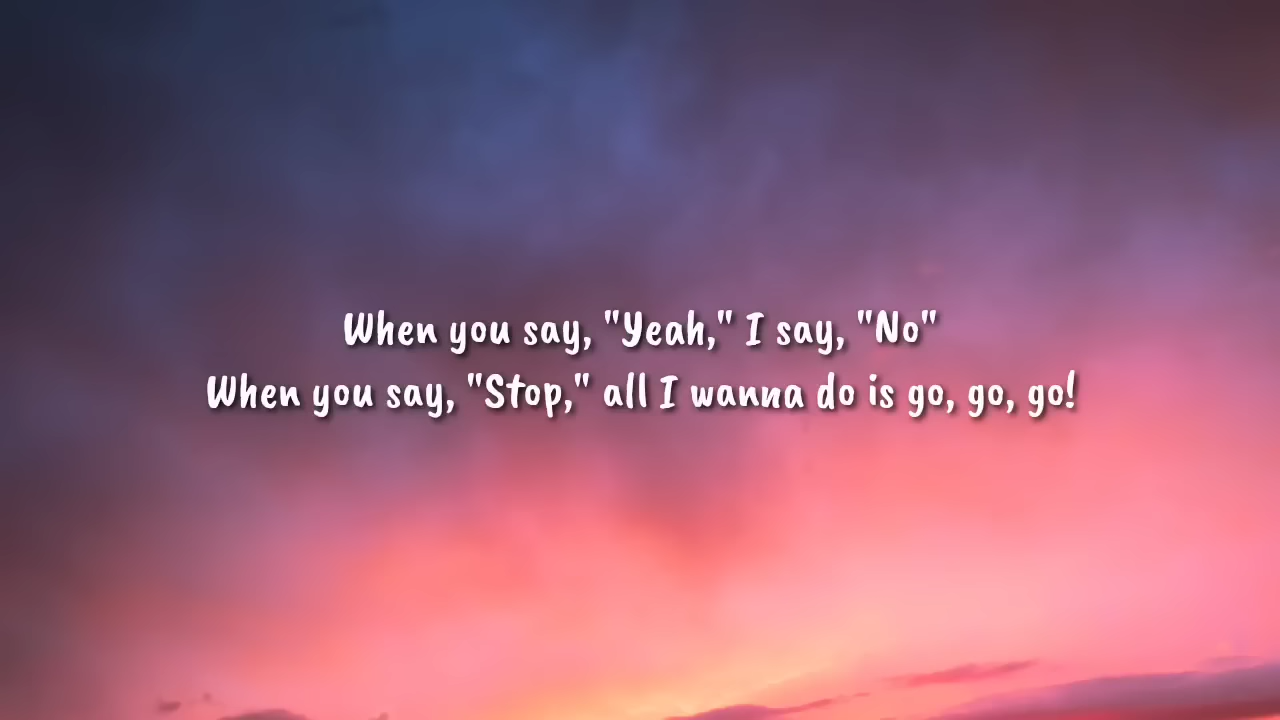 When you say, "Yeah," I say, "No"
When you say, "Stop," all I wanna do is go, go, go!